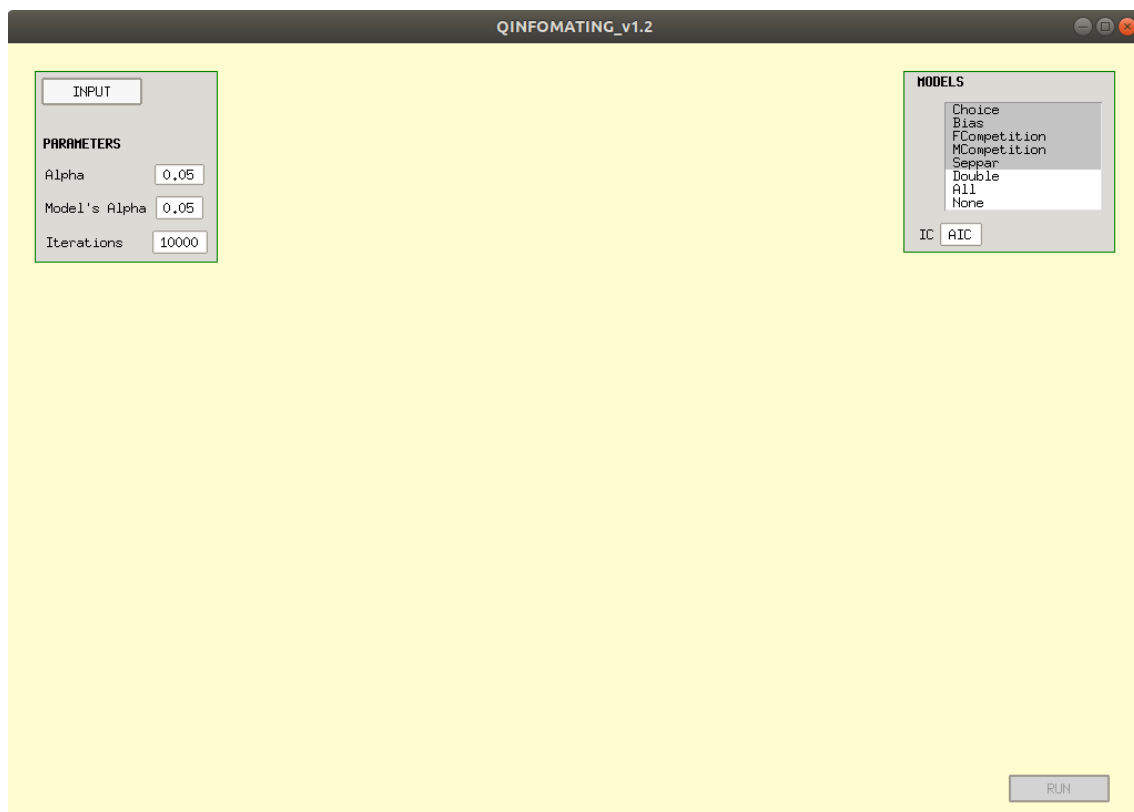 QINFOMATING_v1.2
INPUT
PARAMETERS
Alpha 0.05
Model's Alpha 0.05
Iterations 10000
MODELS
Choice
Bias
FCompetition
MCompetition
Seppar
Double
All
None
IC AIC
RUN